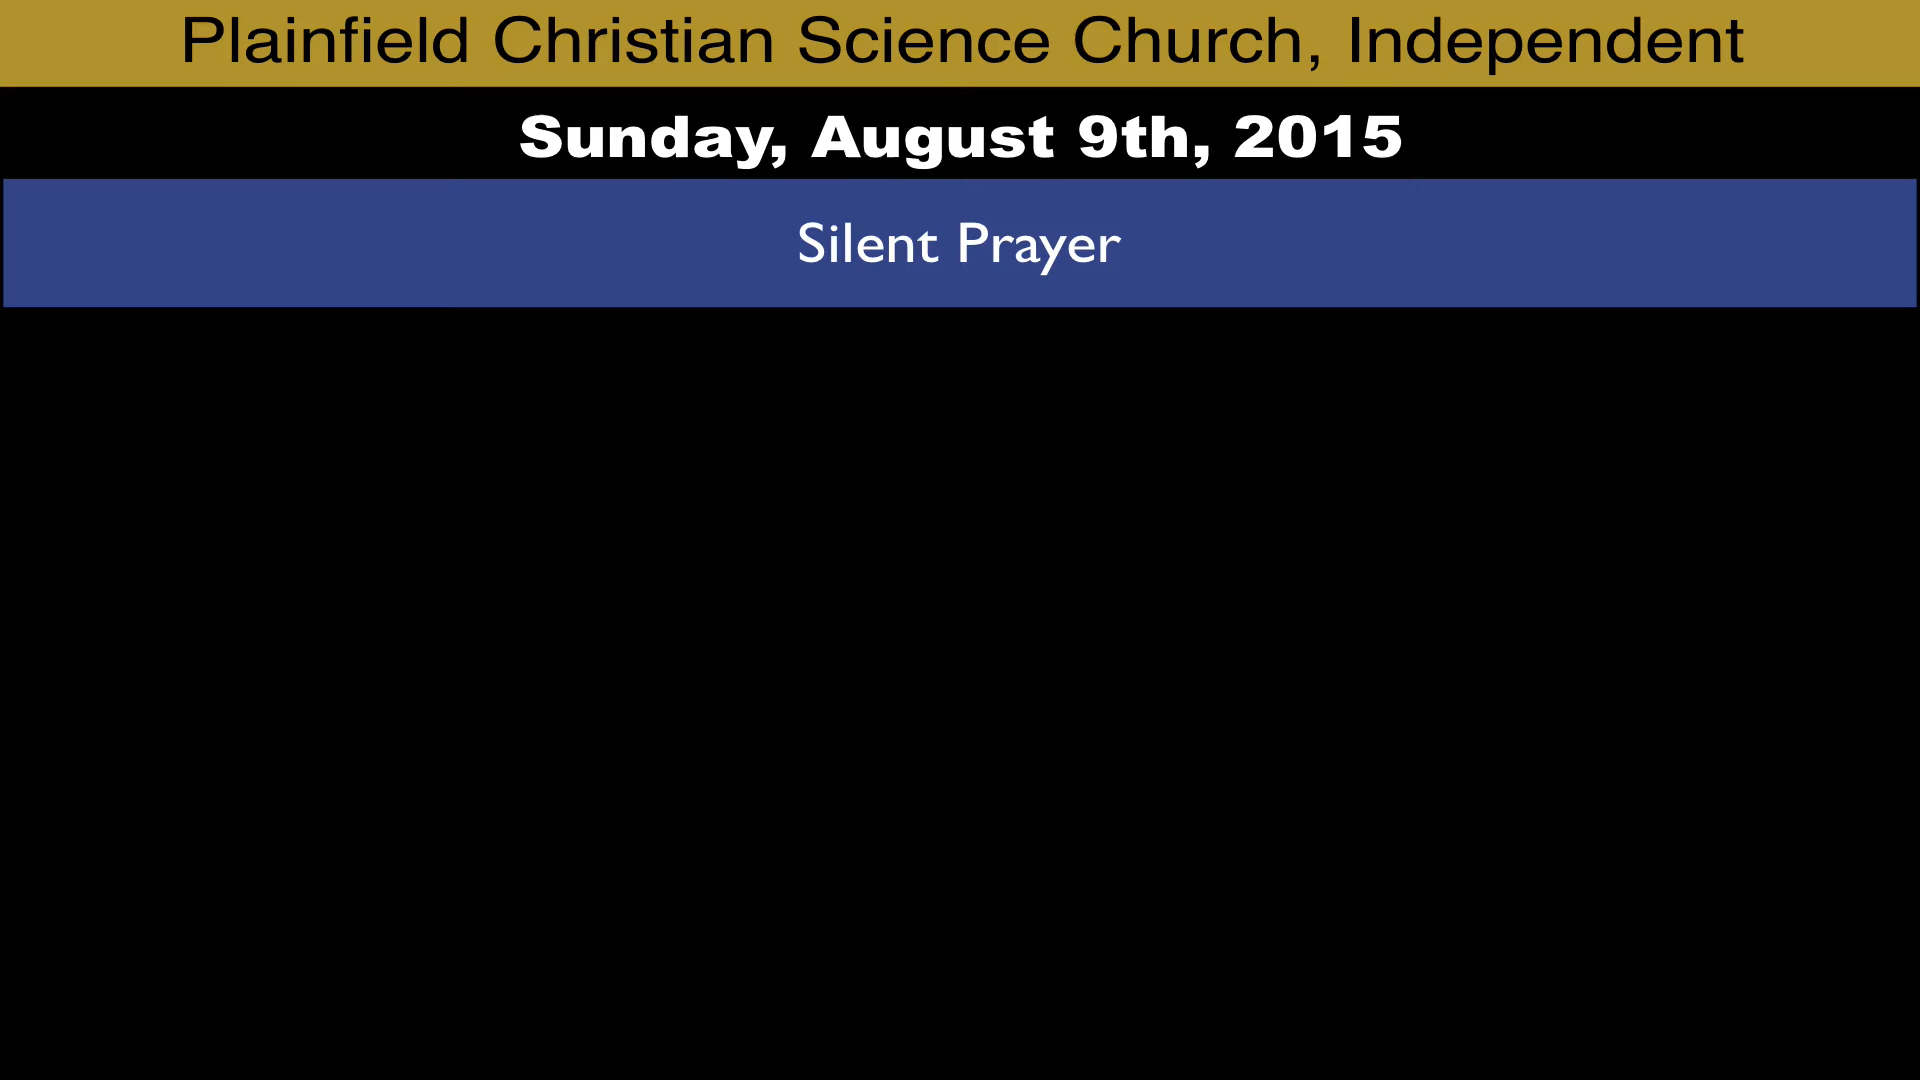 Plainfield Christian Science Church, Independent
Sunday, August 9th, 2015
Silent Prayer